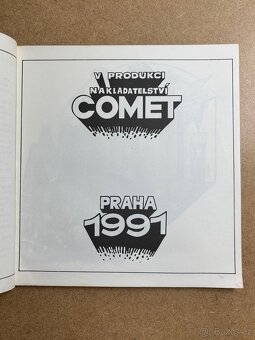 V PRODUKCI
NAKLADATELSTVÍ
COMET
PRAHA
1991